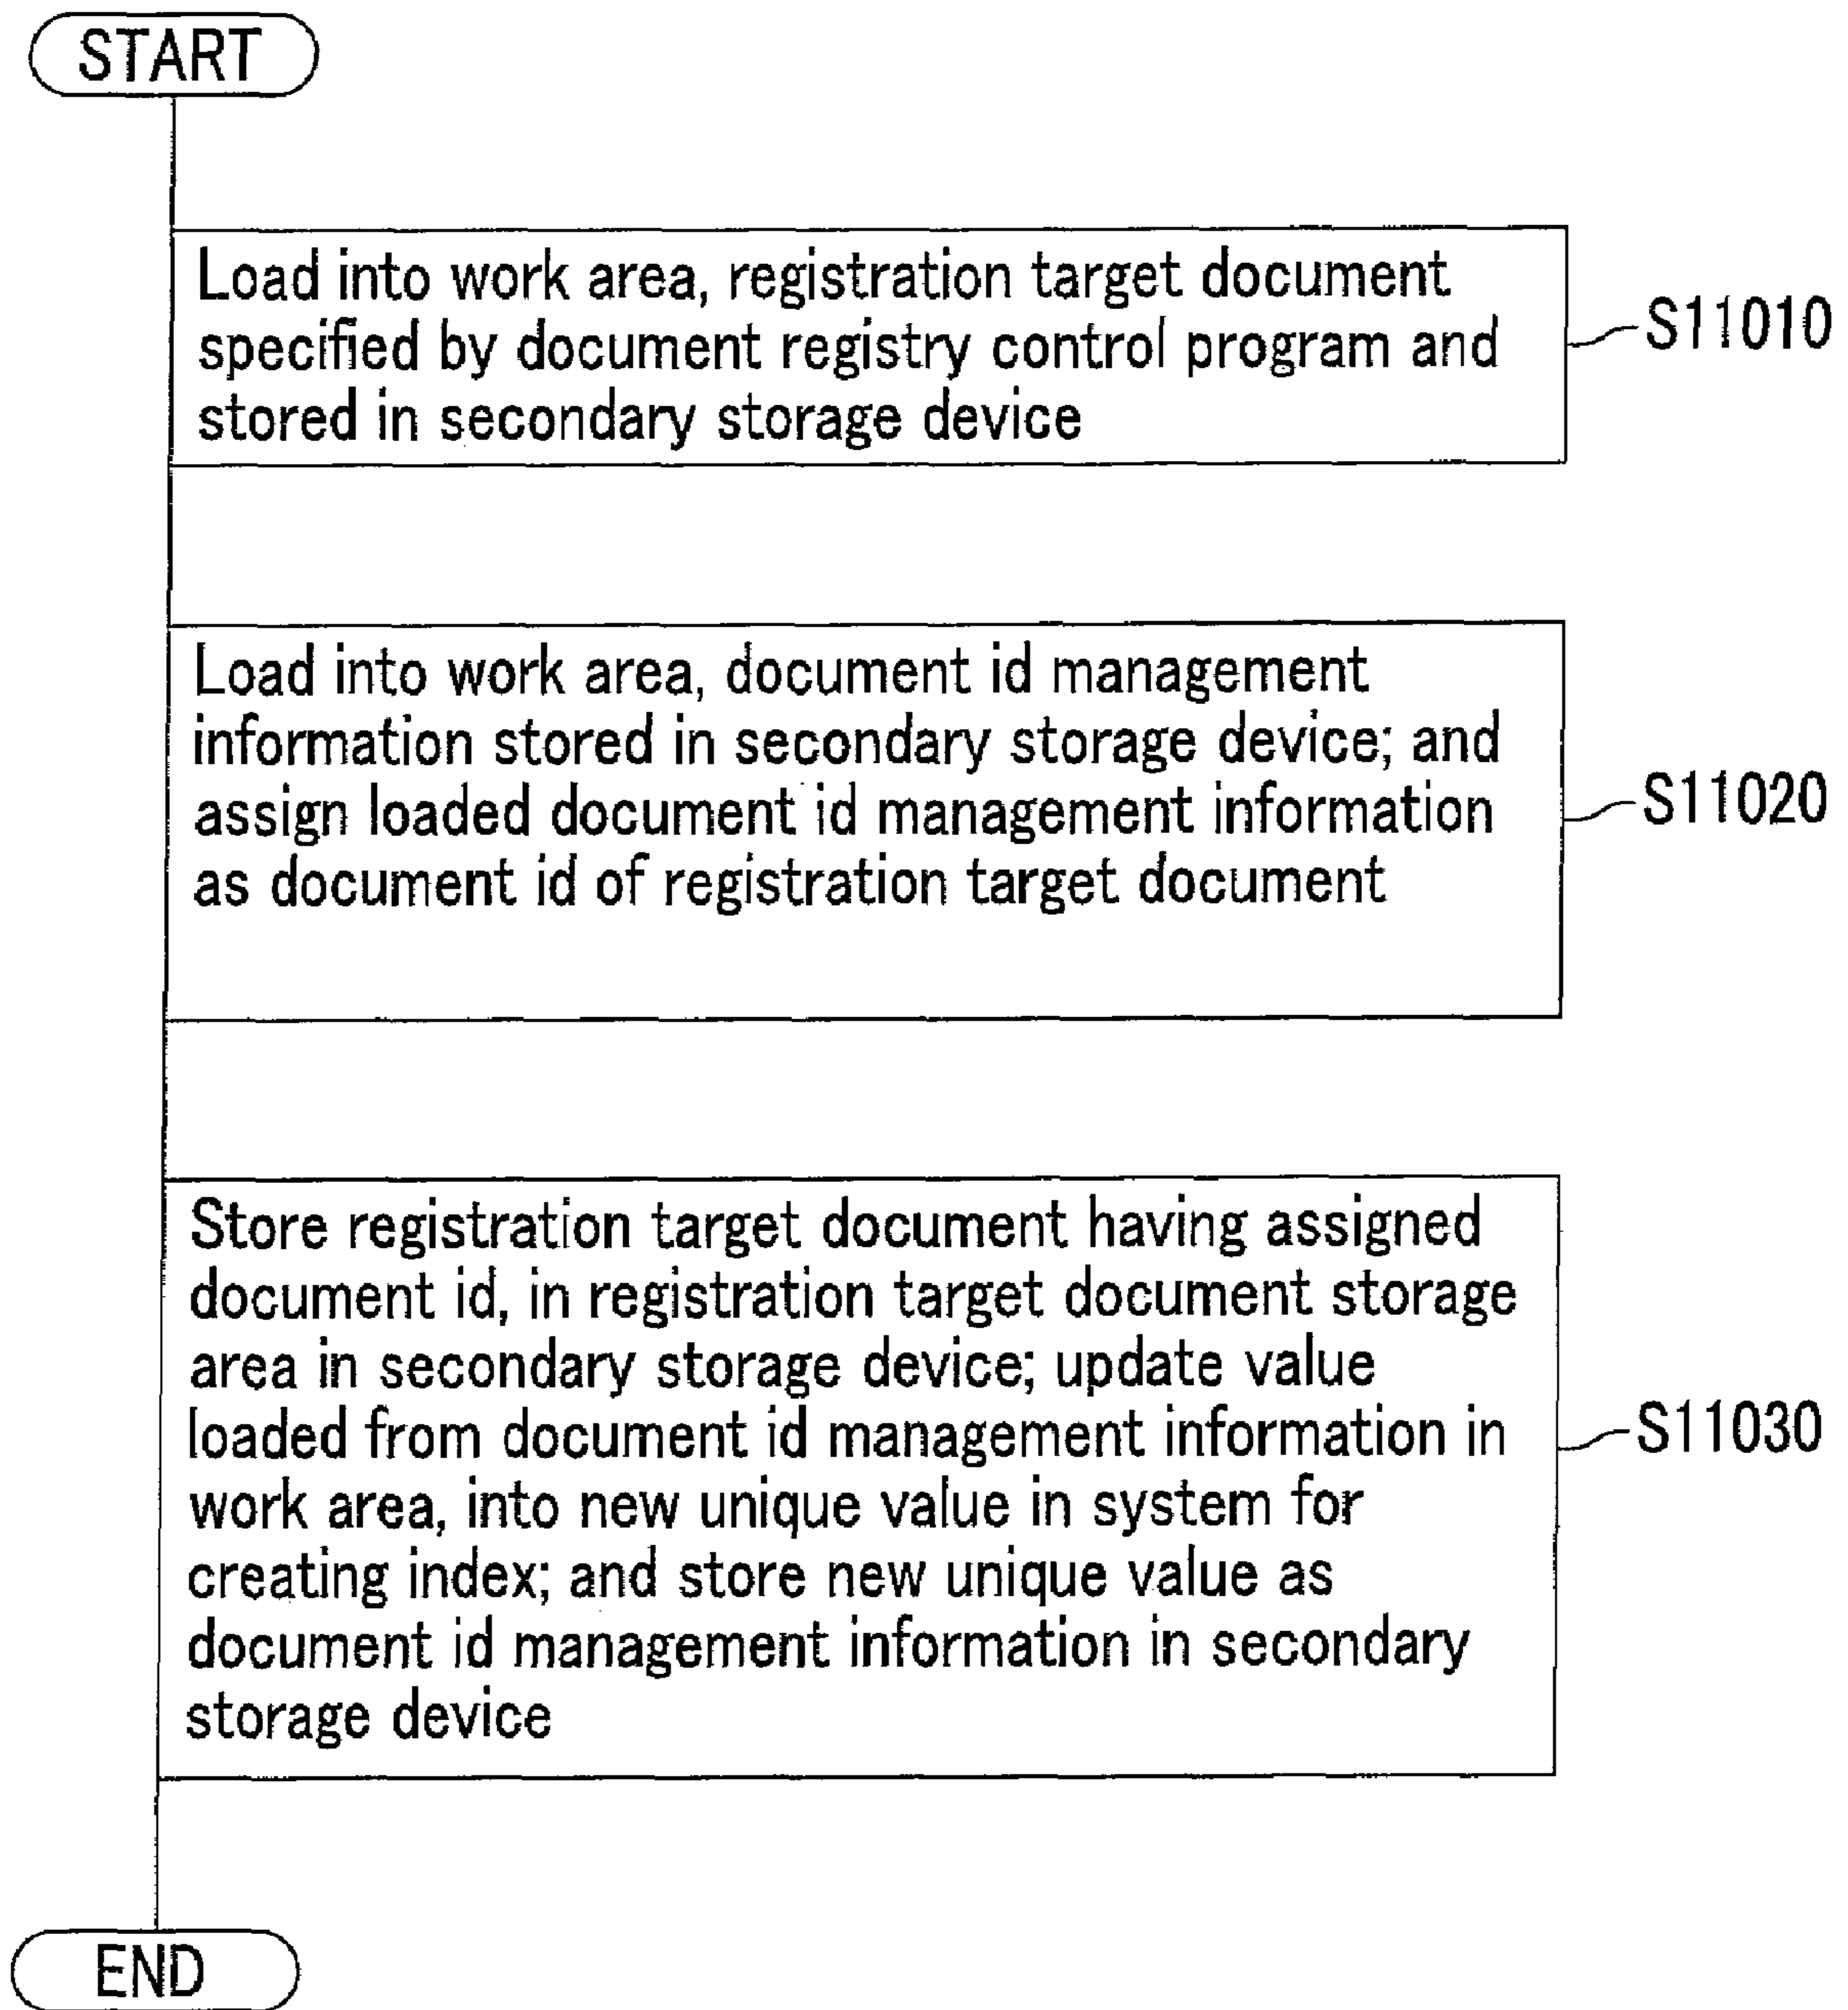 START
Load into work area, registration target document
specified by document registry control program and
stored in secondary storage device
S11010
Load into work area, document id management
information stored in secondary storage device; and
assign loaded document id management information
as document id of registration target document
S11020
Store registration target document having assigned
document id, in registration target document storage
area in secondary storage device; update value
loaded from document id management information in
work area, into new unique value in system for
creating index; and store new unique value as
document id management information in secondary
storage device
S11030
END